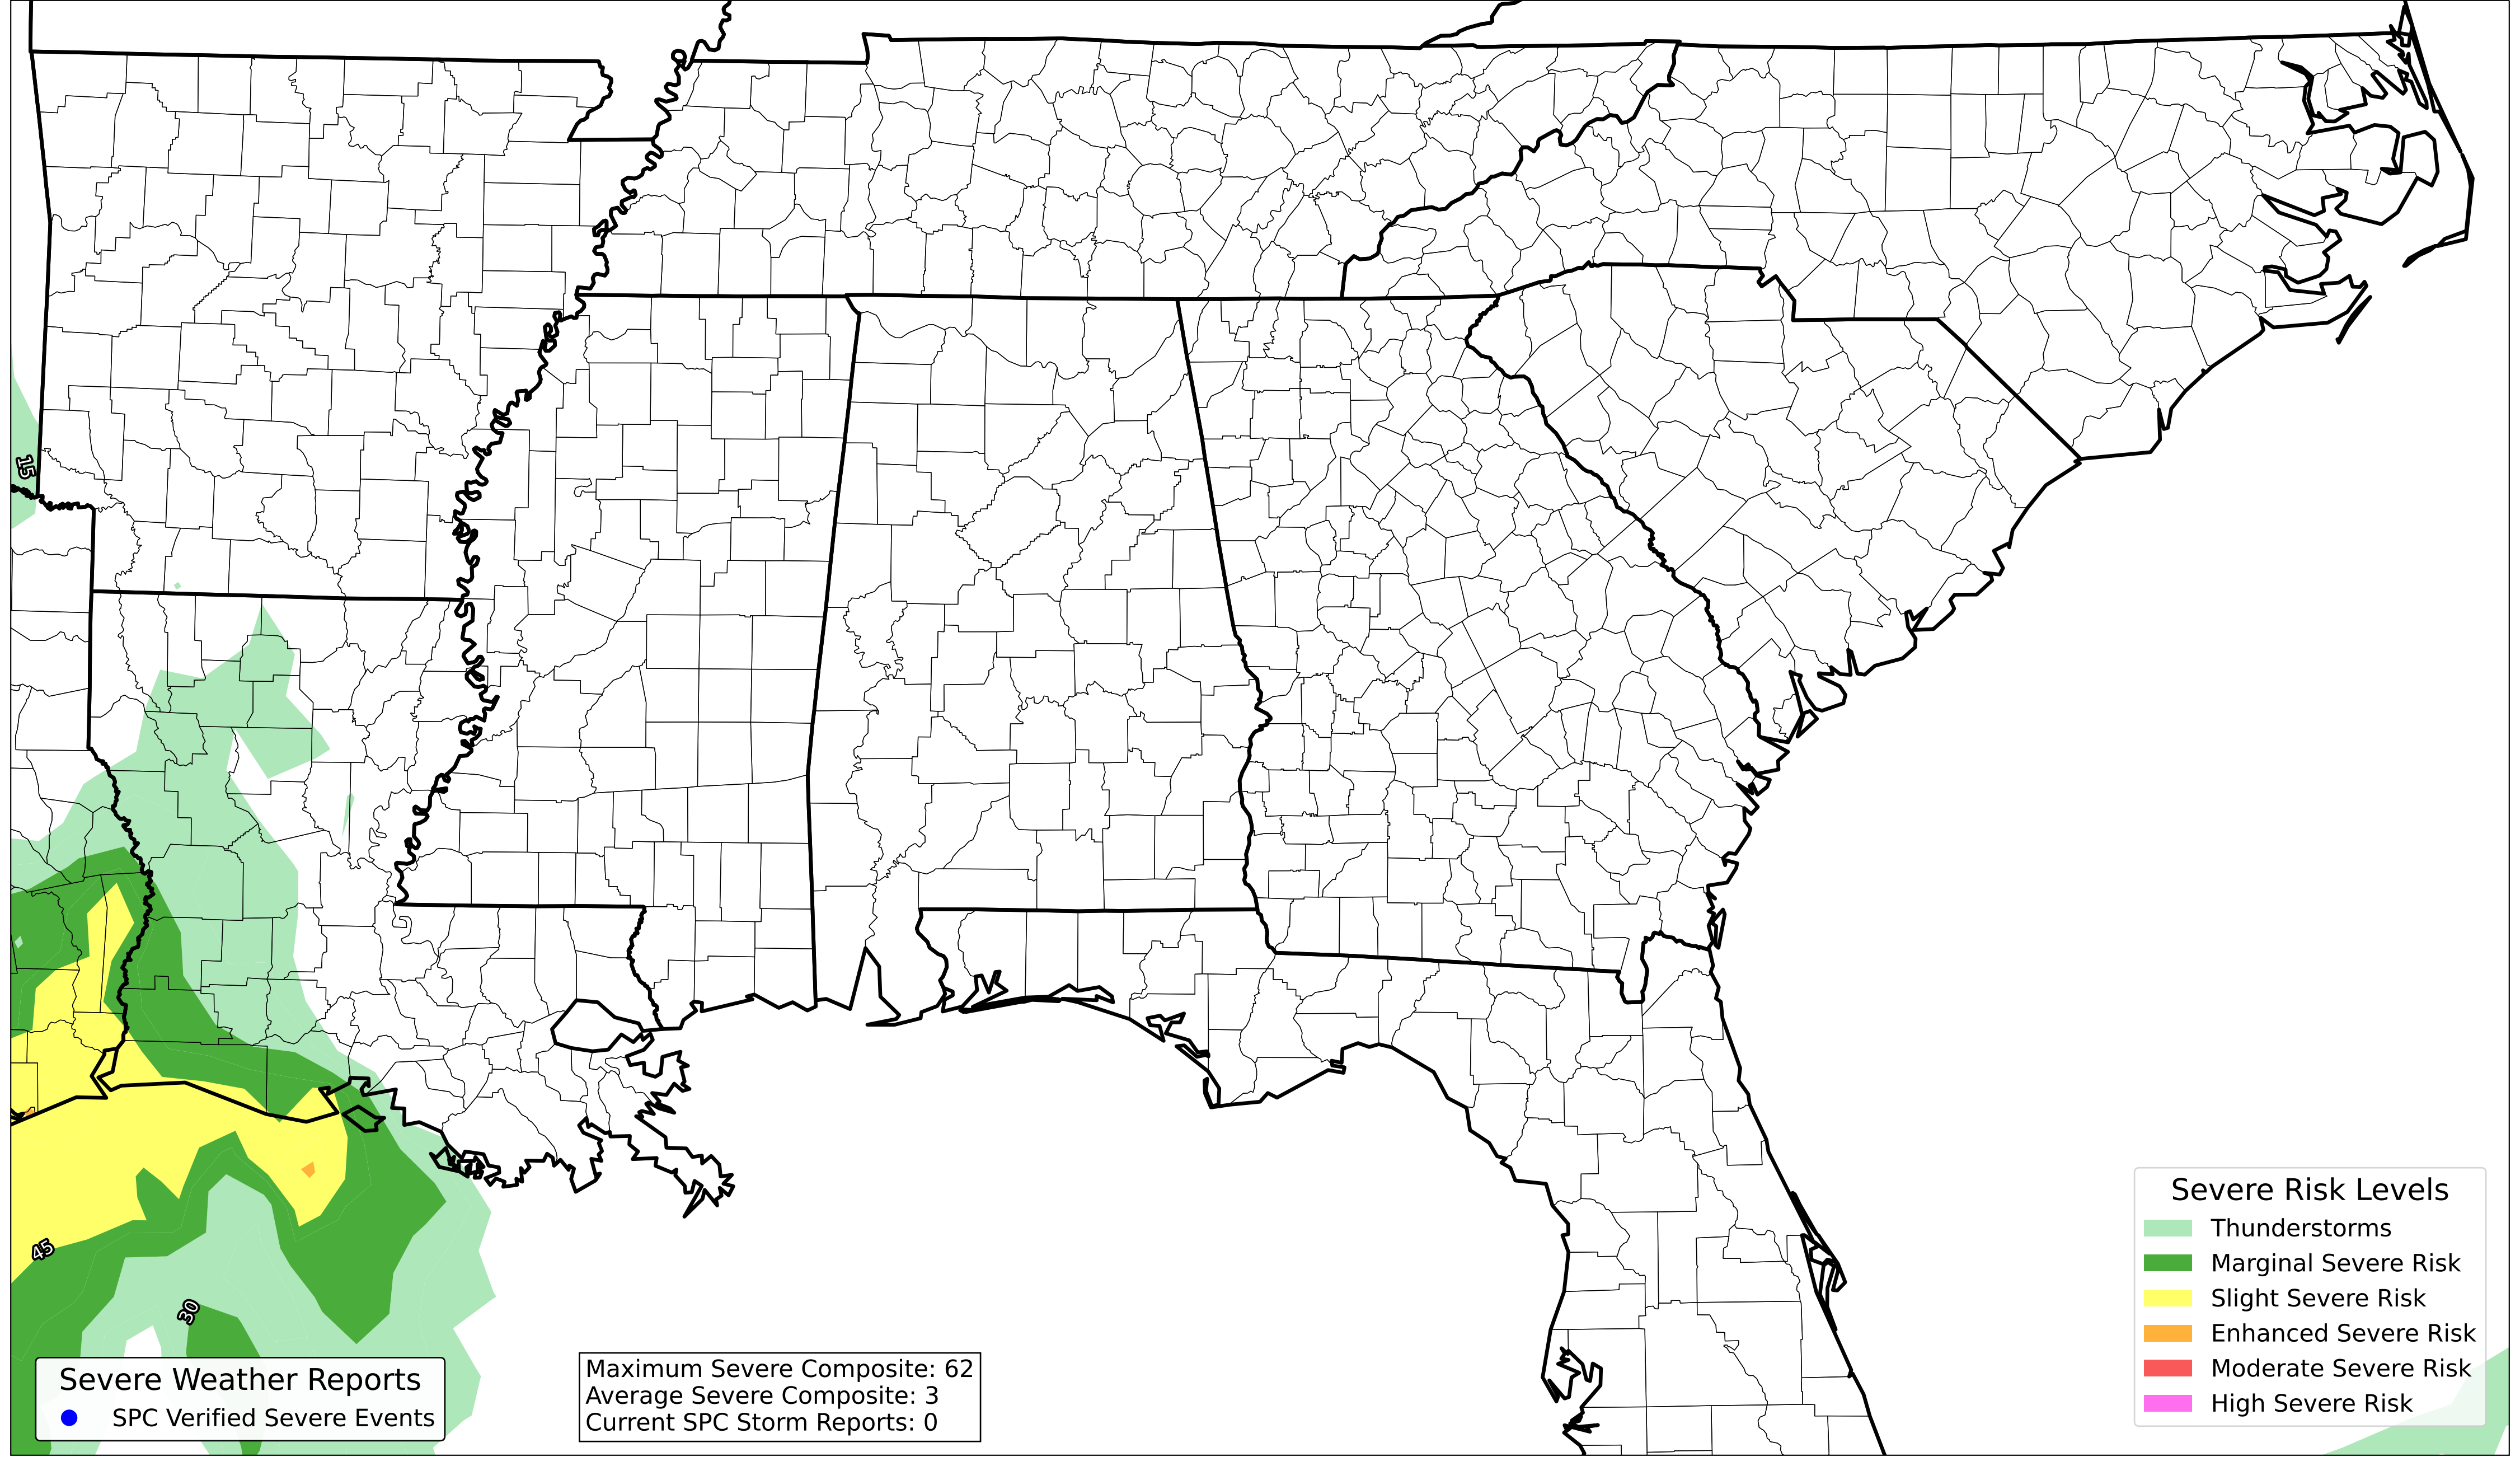 15
45
30
Severe Weather Reports
SPC Verified Severe Events
Maximum Severe Composite: 62
Average Severe Composite: 3
Current SPC Storm Reports: 0
Severe Risk Levels
Thunderstorms
Marginal Severe Risk
Slight Severe Risk
Enhanced Severe Risk
Moderate Severe Risk
High Severe Risk